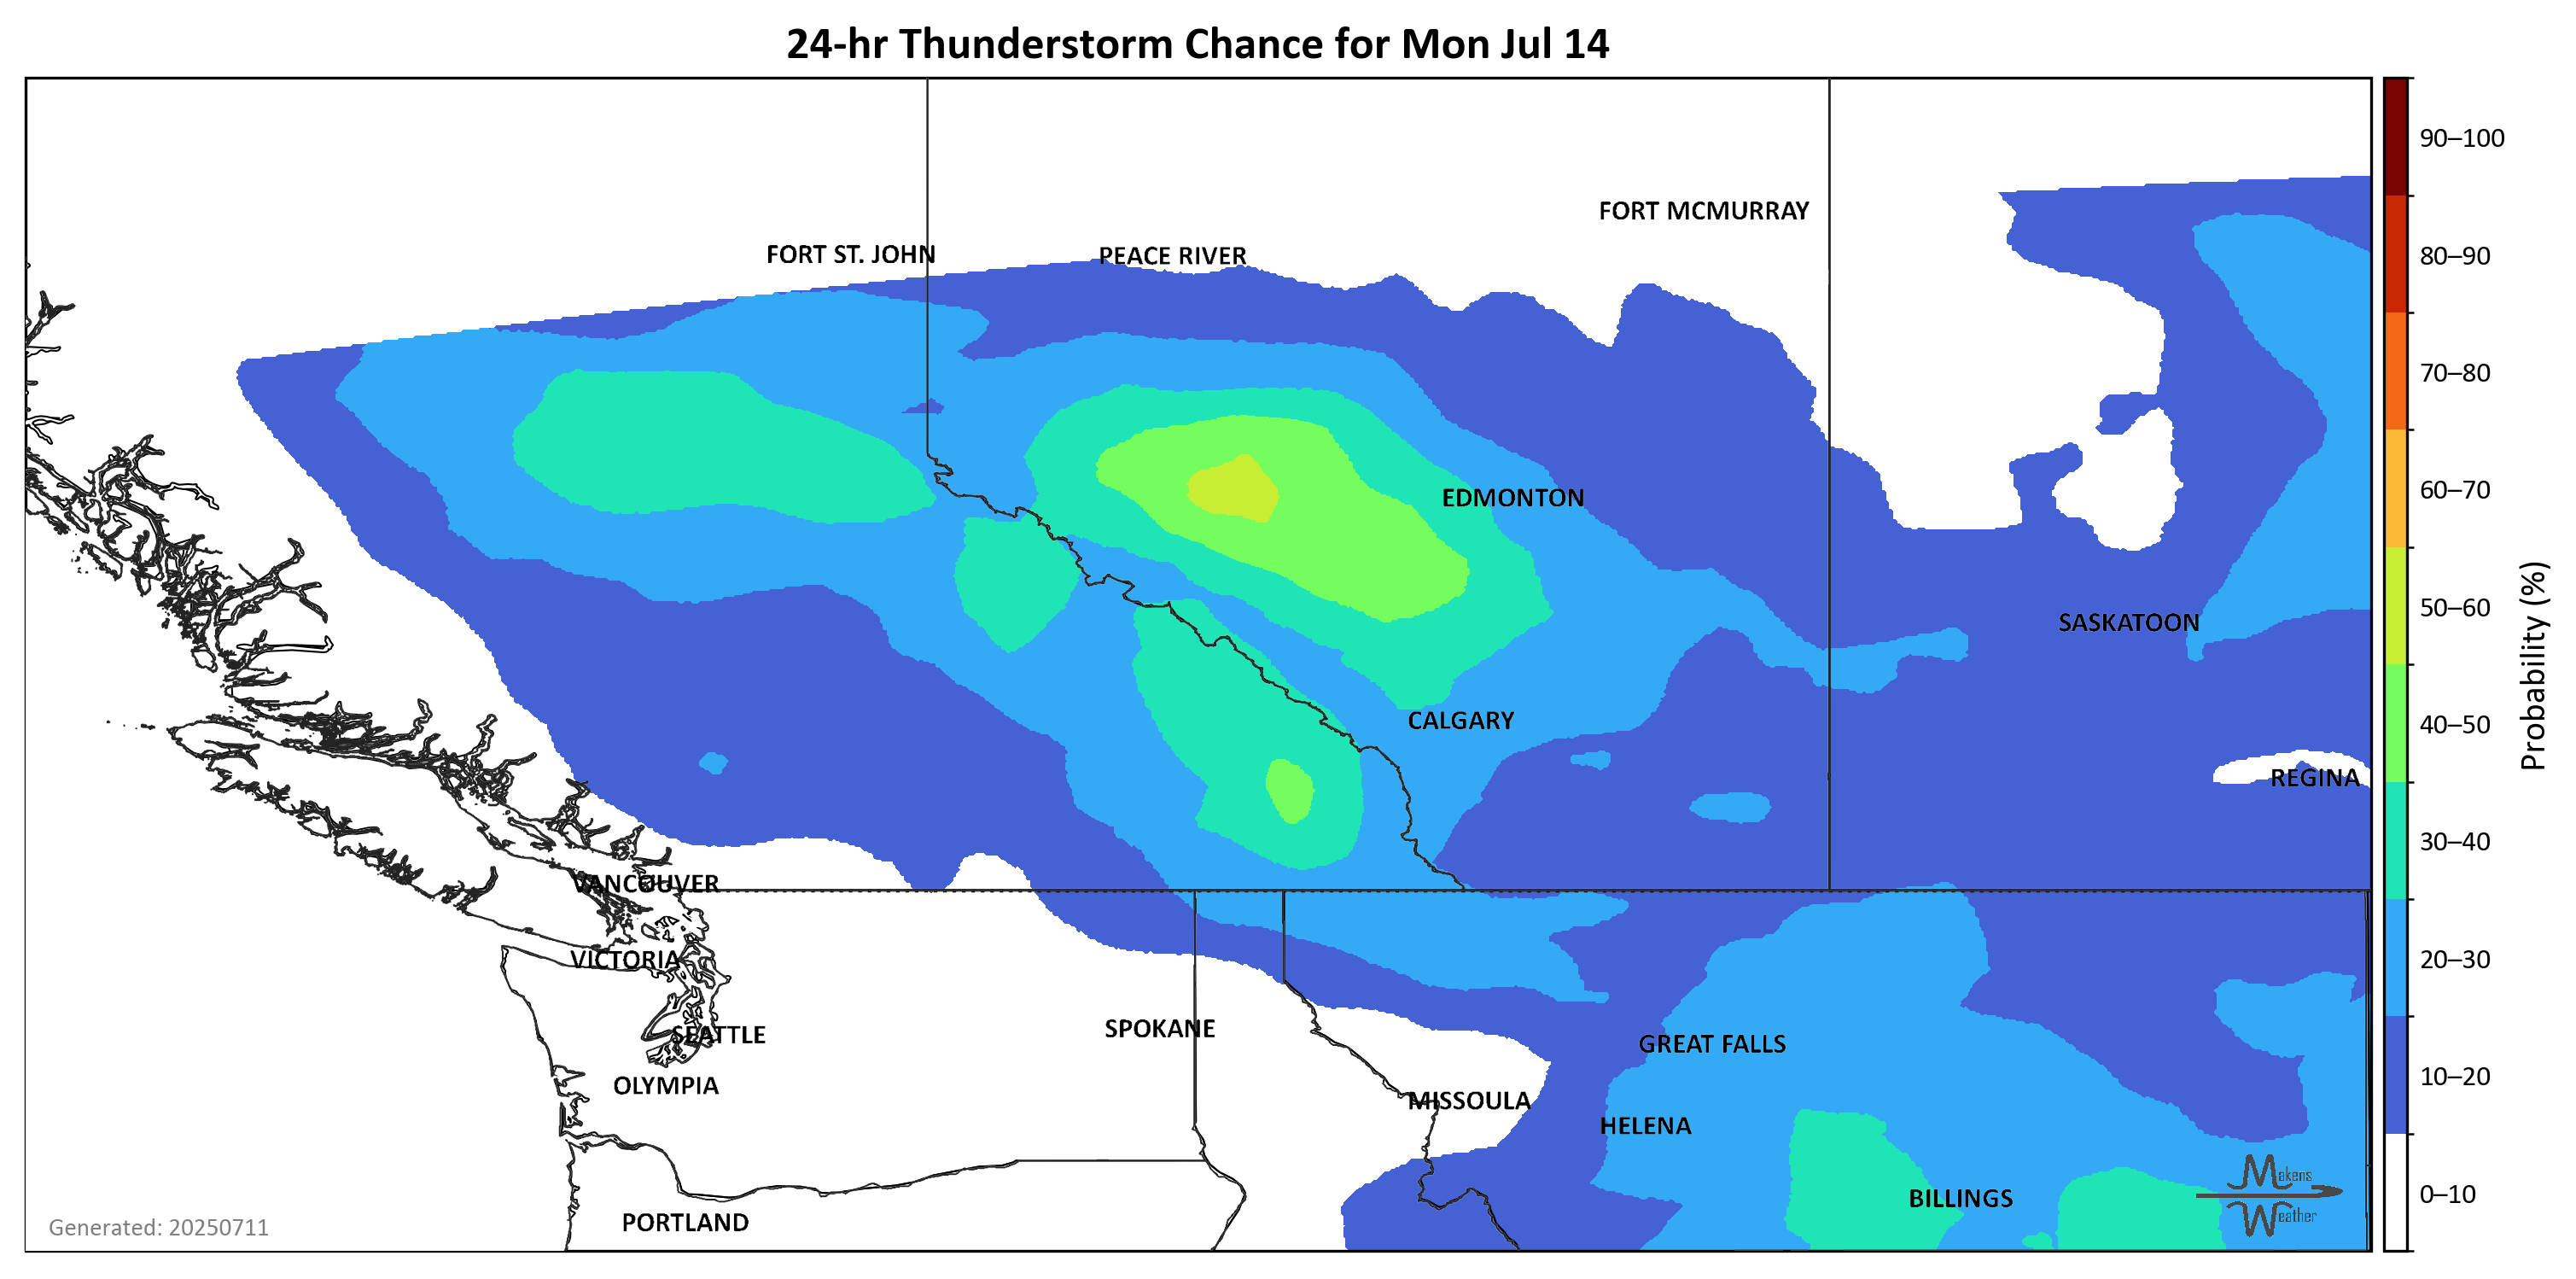 24-hr Thunderstorm Chance for Mon Jul 14
FORT MCMURRAY
FORT ST. JOHN
PEACE RIVER
EDMONTON
SASKATOON
CALGARY
REGINA
VANCOUVER
VICTORIA
SEATTLE
SPOKANE
GREAT FALLS
OLYMPIA
MISSOULA
HELENA
BILLINGS
PORTLAND
Generated: 20250711
Makens
Weather
90–100
80–90
70–80
60–70
50–60
40–50
30–40
20–30
10–20
0–10
Probability (%)